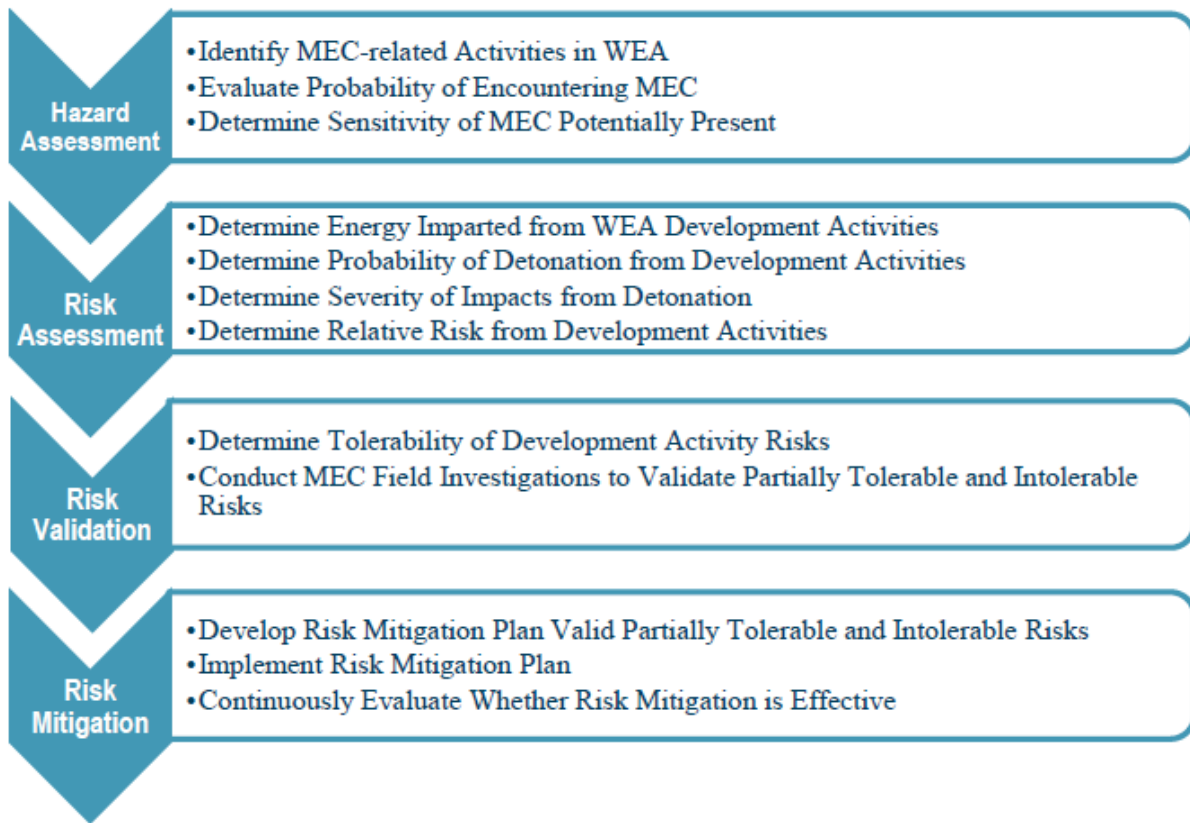 Hazard
Assessment
•Identify MEC-related Activities in WEA
•Evaluate Probability of Encountering MEC
•Determine Sensitivity of MEC Potentially Present
Risk
Assessment
•Determine Energy Imparted from WEA Development Activities
•Determine Probability of Detonation from Development Activities
•Determine Severity of Impacts from Detonation
•Determine Relative Risk from Development Activities
Risk
Validation
•Determine Tolerability of Development Activity Risks
•Conduct MEC Field Investigations to Validate Partially Tolerable and Intolerable
Risks
Risk
Mitigation
•Develop Risk Mitigation Plan Valid Partially Tolerable and Intolerable Risks
•Implement Risk Mitigation Plan
•Continuously Evaluate Whether Risk Mitigation is Effective